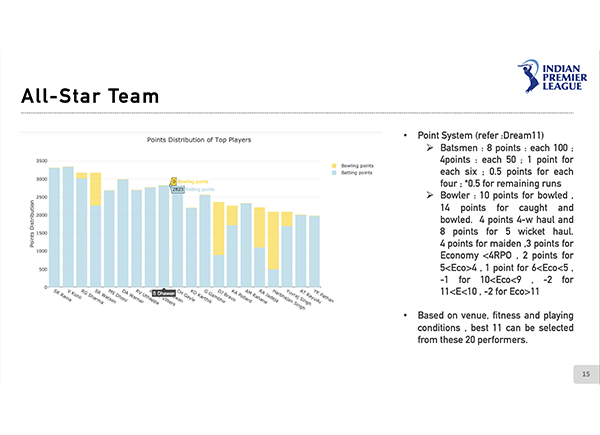 INDIAN
PREMIER
LEAGUE
All-Star Team
Points Distribution of Top Players
Points Distribution
3500
3000
2500
2000
1500
1000
500
0
Bowling points
Batting points
0 Bowling points
2823 Batting points
SK Raina
V Kohli
RG Sharma
SR Watson
MS Dhoni
DA Warner
RV Uthappa
S Dhawan
CH Gayle
KD Karthik
G Gambhir
DJ Bravo
KA Pollard
AM Rahane
RA Jadeja
Harbhajan Singh
Yuvraj Singh
AT Rayudu
YK Pathan
• Point System (refer :Dream11)
➢ Batsmen : 8 points : each 100 ;
4points : each 50 ; 1 point for
each six ; 0.5 points for each
four ; *0.5 for remaining runs
➢ Bowler : 10 points for bowled ,
14 points for caught and
bowled. 4 points 4-w haul and
8 points for 5 wicket haul.
4 points for maiden ,3 points for
Economy <4RPO , 2 points for
5<Eco>4 , 1 point for 6<Eco<5 ,
-1 for 10<Eco<9 , -2 for
11<E<10 , -2 for Eco>11
• Based on venue, fitness and playing
conditions , best 11 can be selected
from these 20 performers.
15